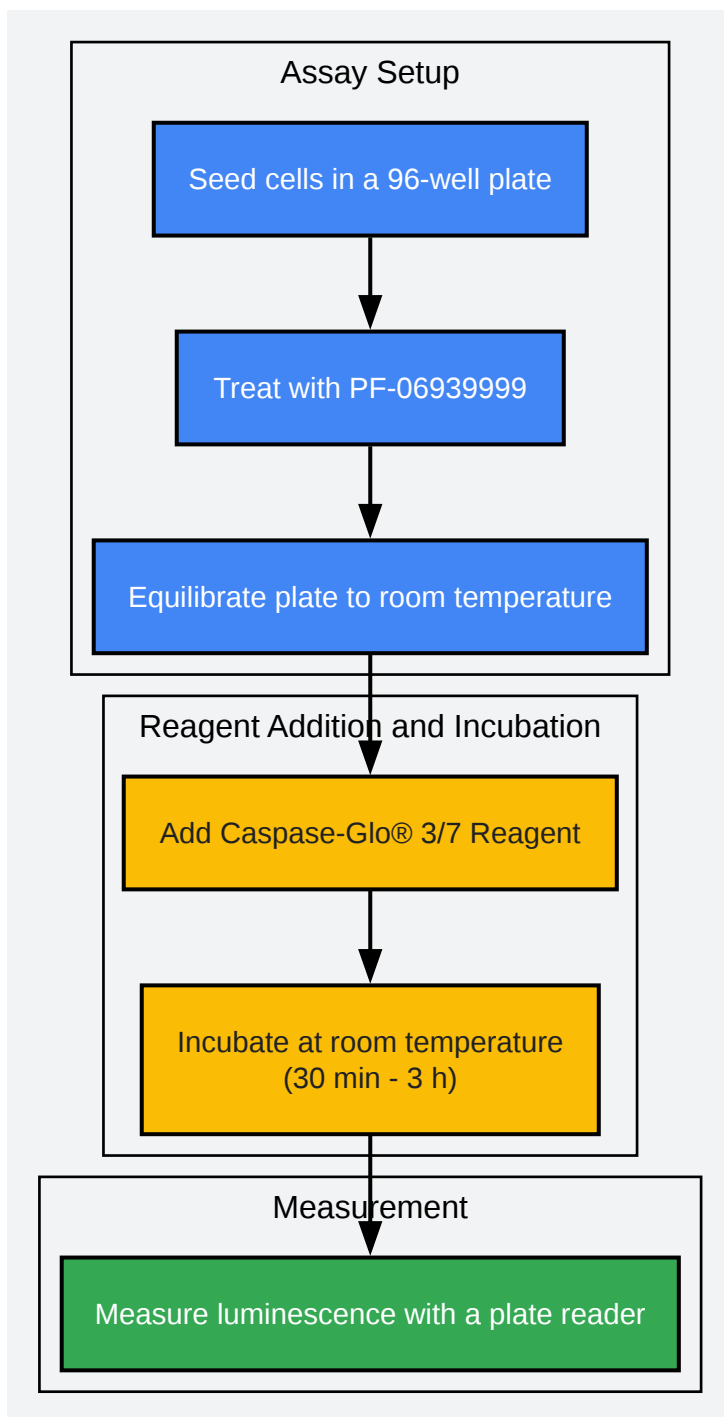 Assay Setup
Seed cells in a 96-well plate
Treat with PF-06939999
Equilibrate plate to room temperature
Reagent Addition and Incubation
Add Caspase-Glo® 3/7 Reagent
Incubate at room temperature
(30 min - 3 h)
Measurement
Measure luminescence with a plate reader